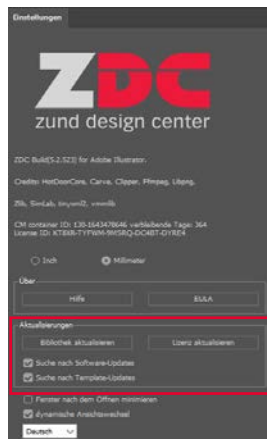 Einstellungen
ZDC
zund design center
ZDC Build(5.2.523) for Adobe Illustrator.
Credits: HotDoorCore, Carve, Clipper, Ffmpeg, Libpng,
Zlib, SimLab, tinyxml2, vmmlib
CM container ID: 130-1643478646 verbleibende Tage: 364
License ID: KT8XR-TYFWM-9MSRQ-DC4BT-DYRE4
Inch Millimeter
Über
Hilfe EULA
Aktualisierungen
Bibliothek aktualisieren Lizenz aktualisieren
Suche nach Software-Updates
Suche nach Template-Updates
Fenster nach dem Öffnen minimieren
dynamische Ansichtswechsel
Deutsch